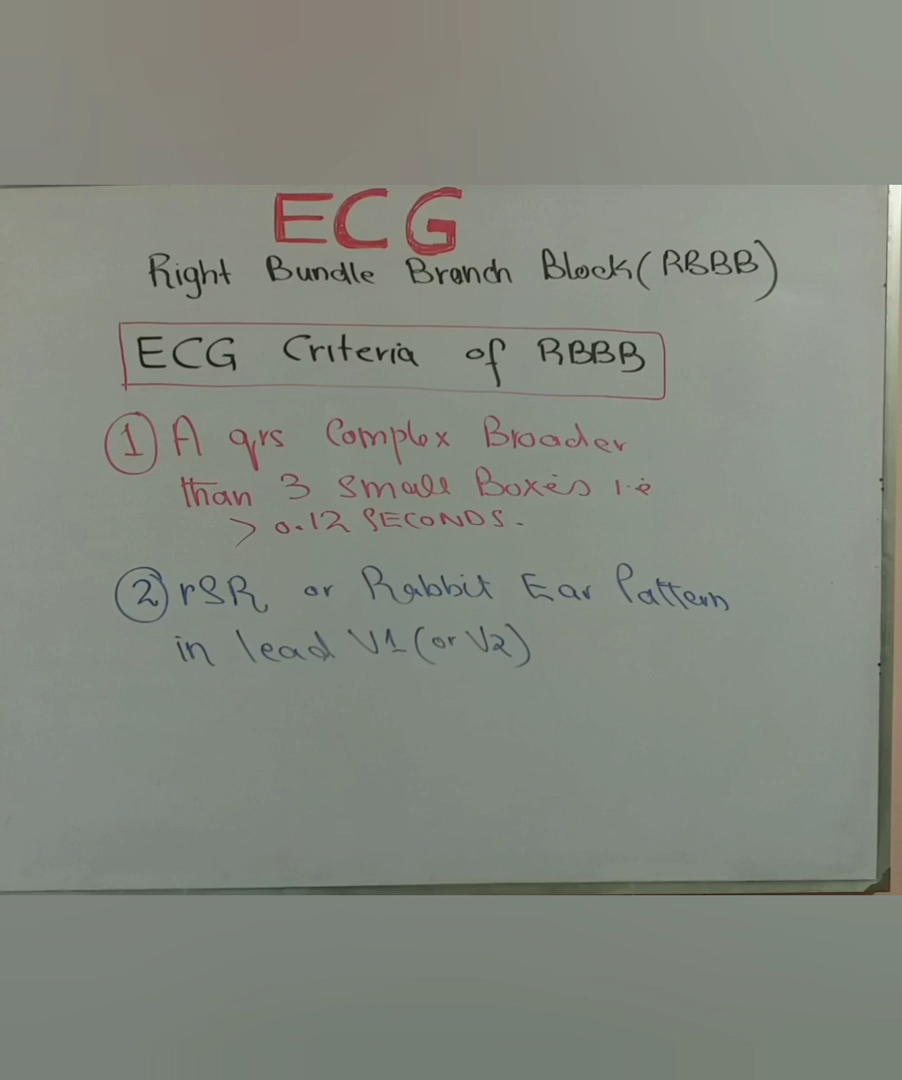 ECG
Right Bundle Branch Block (RBBB)
ECG Criteria of RBBB
① A qrs Complex Broader
than 3 Small Boxes i.e
> 0.12 SECONDS.
② rSR or Rabbit Ear Pattern
in lead V1 (or V2)